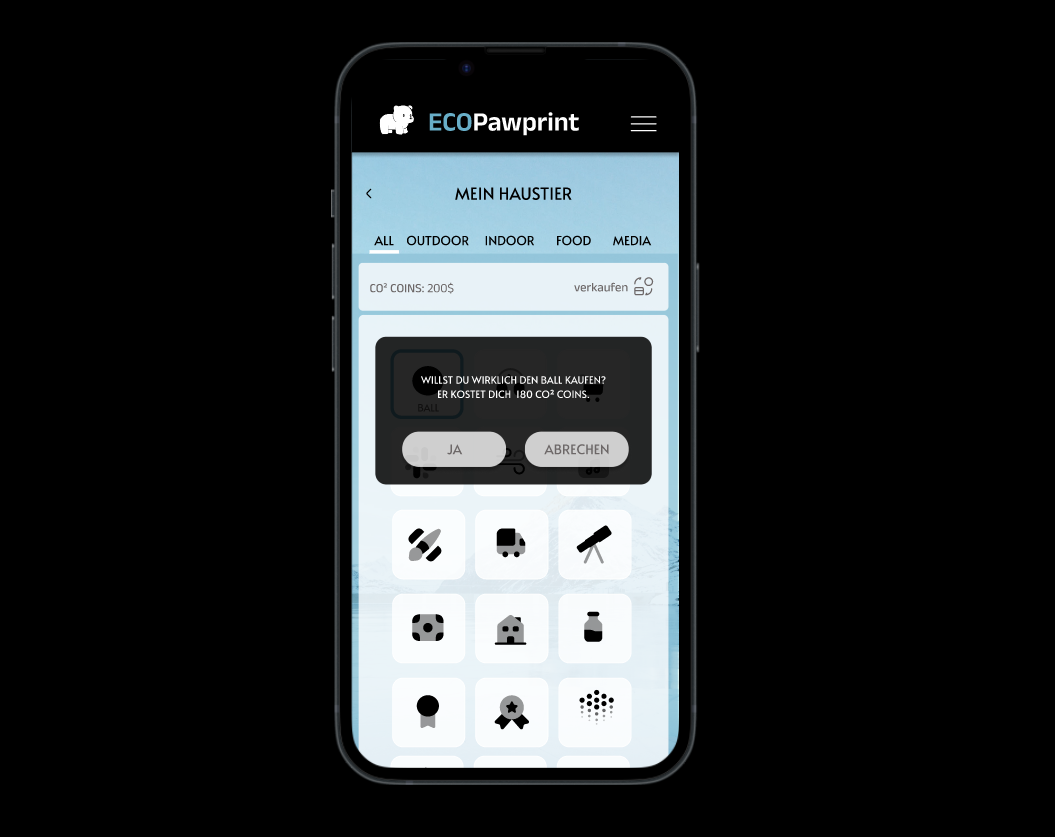 ECOPawprint
MEIN HAUSTIER
ALL OUTDOOR INDOOR FOOD MEDIA
CO² COINS: 200$ verkaufen
WILLST DU WIRKLICH DEN BALL KAUFEN?
ER KOSTET DICH 180 CO² COINS.
BALL
JA ABRECHEN